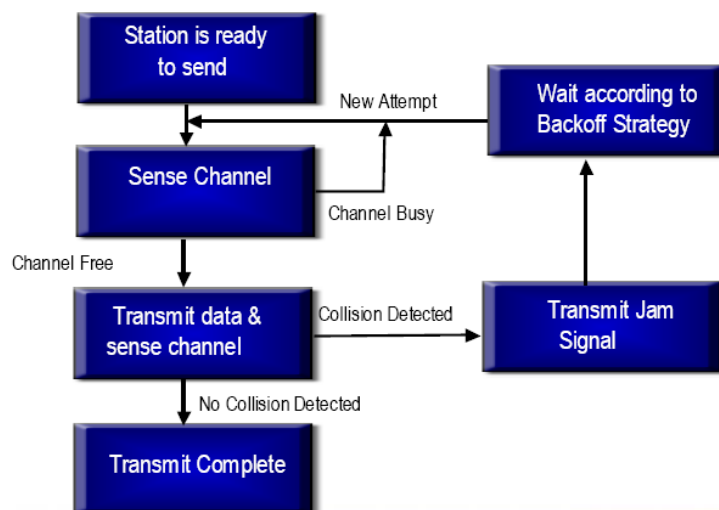 Station is ready
to send
New Attempt
Wait according to
Backoff Strategy
Sense Channel
Channel Busy
Channel Free
Transmit data &
sense channel
Collision Detected
Transmit Jam
Signal
No Collision Detected
Transmit Complete